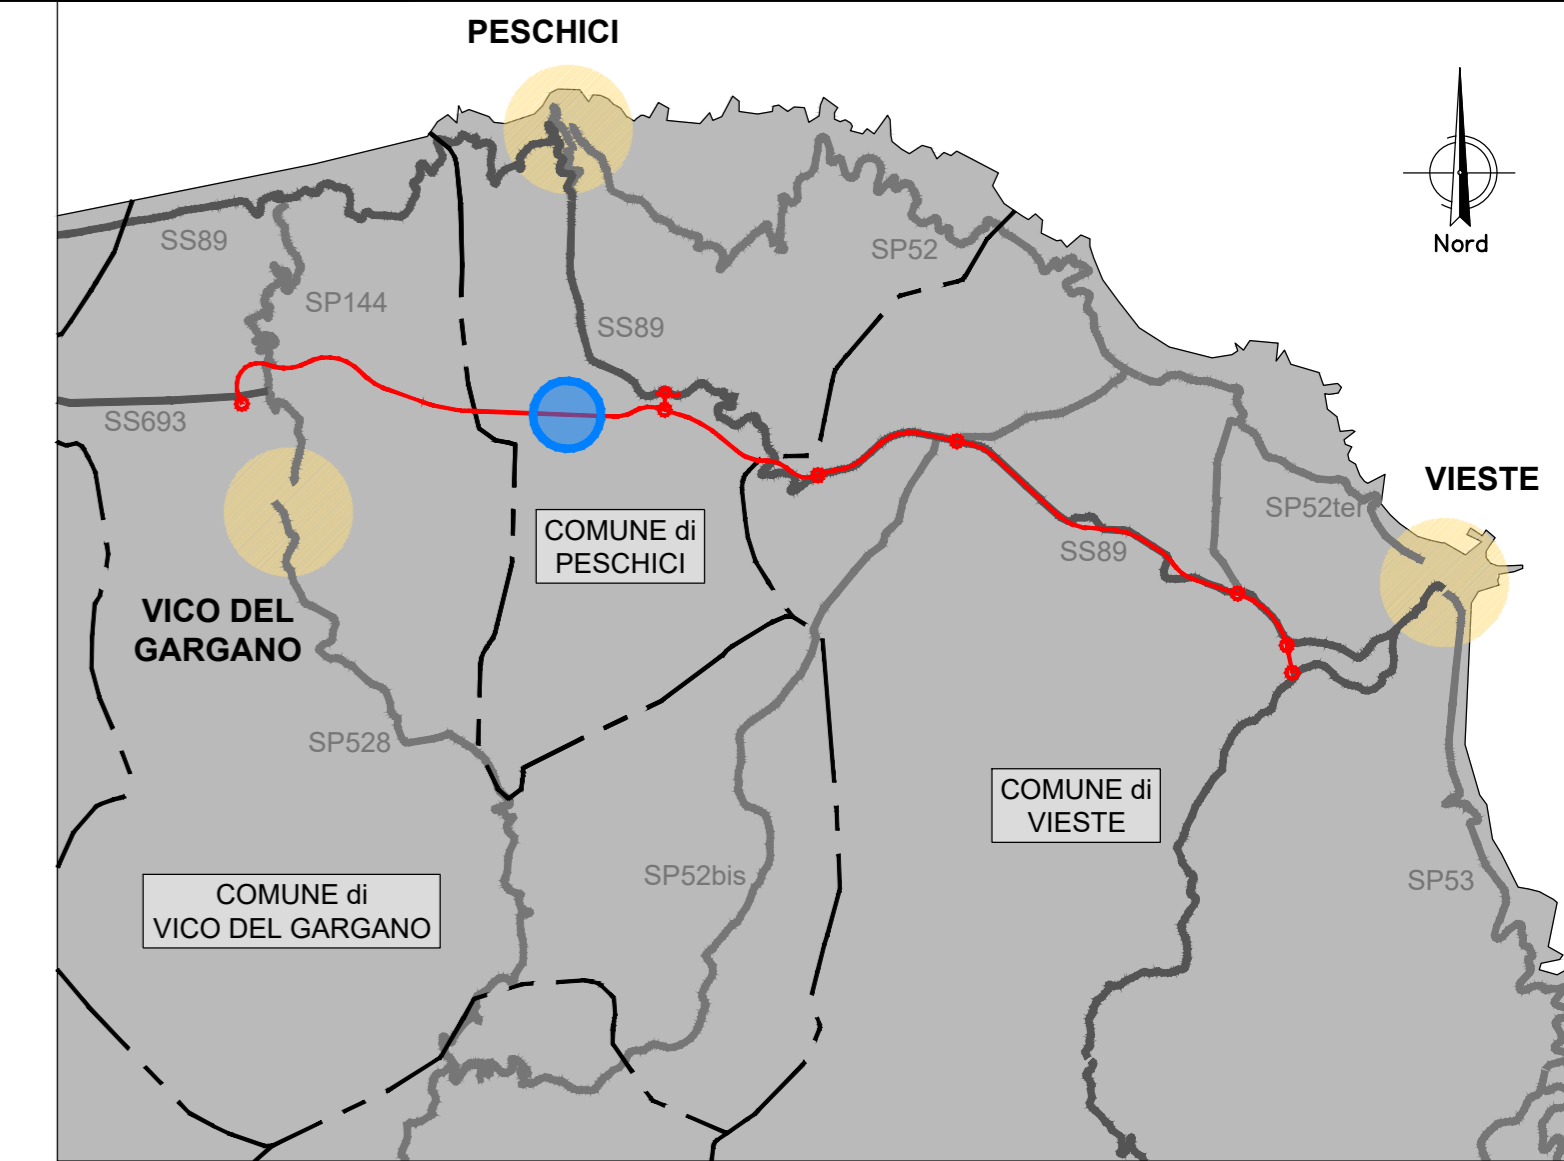 PESCHICI
SS89
SP52
Nord
SP144
SS89
SS693
VIESTE
SP52ter
COMUNE di
PESCHICI
SS89
VICO DEL
GARGANO
SP528
COMUNE di
VIESTE
SP52bis
SP53
COMUNE di
VICO DEL GARGANO